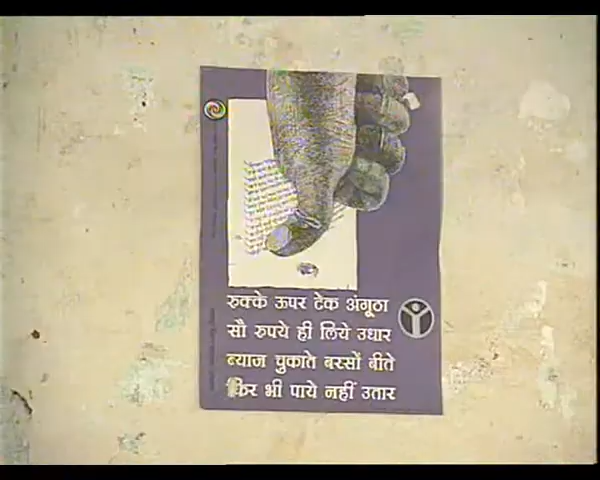 रुक्के ऊपर टेक अंगूठा
सौ रुपये ही लिये उधार
ब्याज चुकाते बरसों बीते
फिर भी पाये नहीं उतार